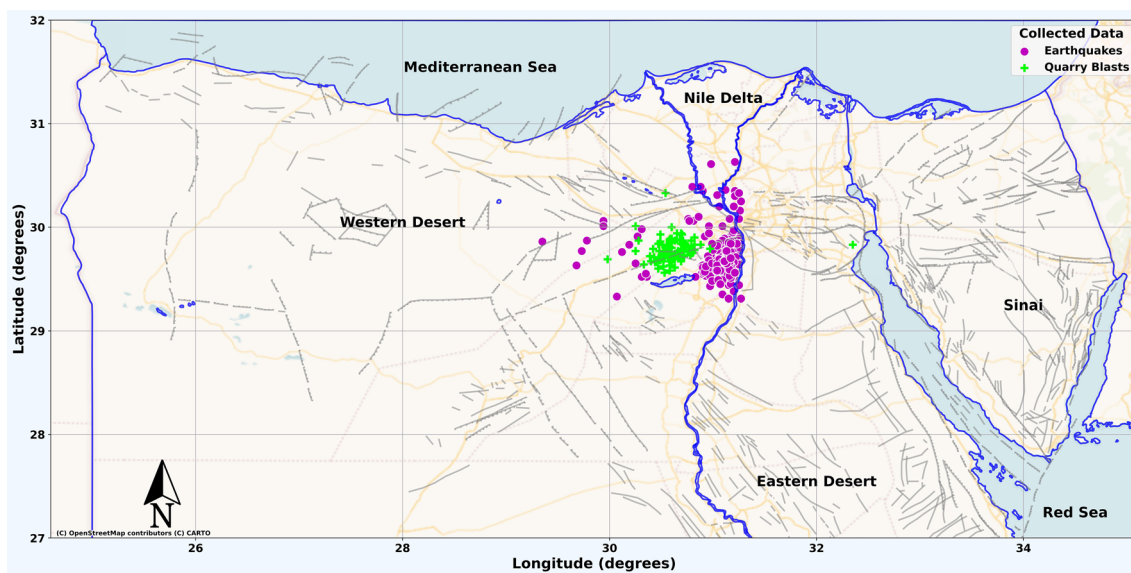 32
31
30
29
28
27
Latitude (degrees)
Collected Data
Earthquakes
Quarry Blasts
Mediterranean Sea
Nile Delta
Western Desert
Sinai
Eastern Desert
Red Sea
N
(C) OpenStreetMap contributors (C) CARTO
26
28
30
32
34
Longitude (degrees)